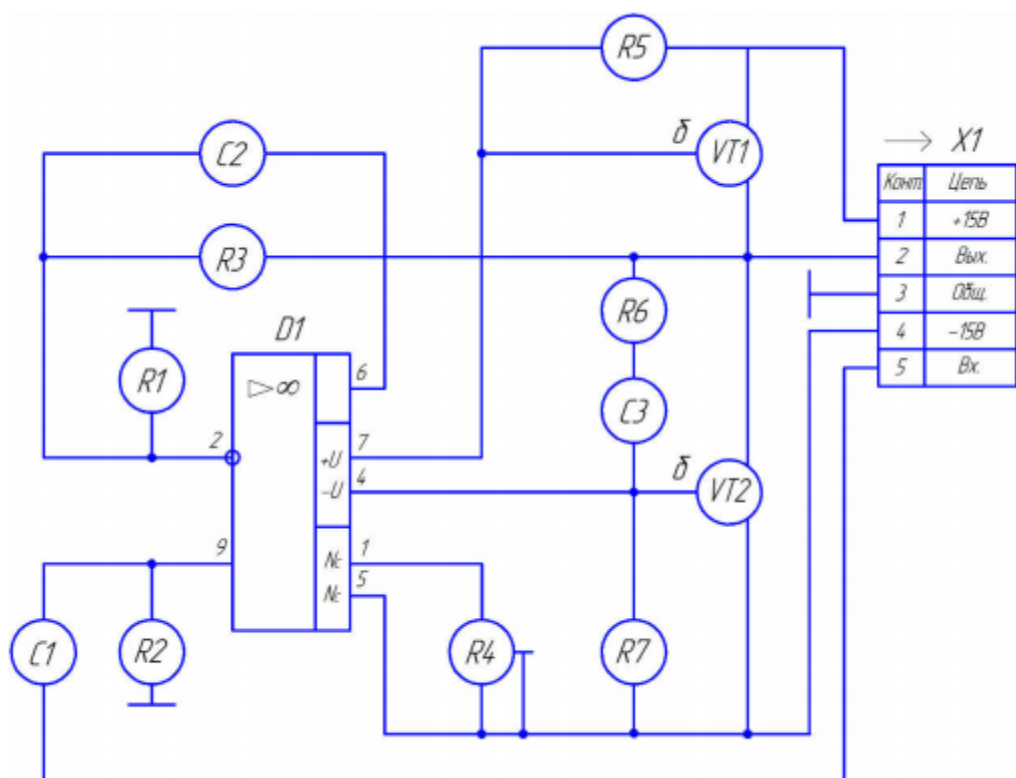 R5
C2
б
VT1
X1
Конт
Цепь
1
+15В
2
Вых.
3
Общ.
4
-15В
5
Вх.
R3
R6
D1
▷∞
6
R1
C3
2
7
+U
4
-U
б
VT2
9
1
Nc
5
Nc
C1
R2
R4
R7